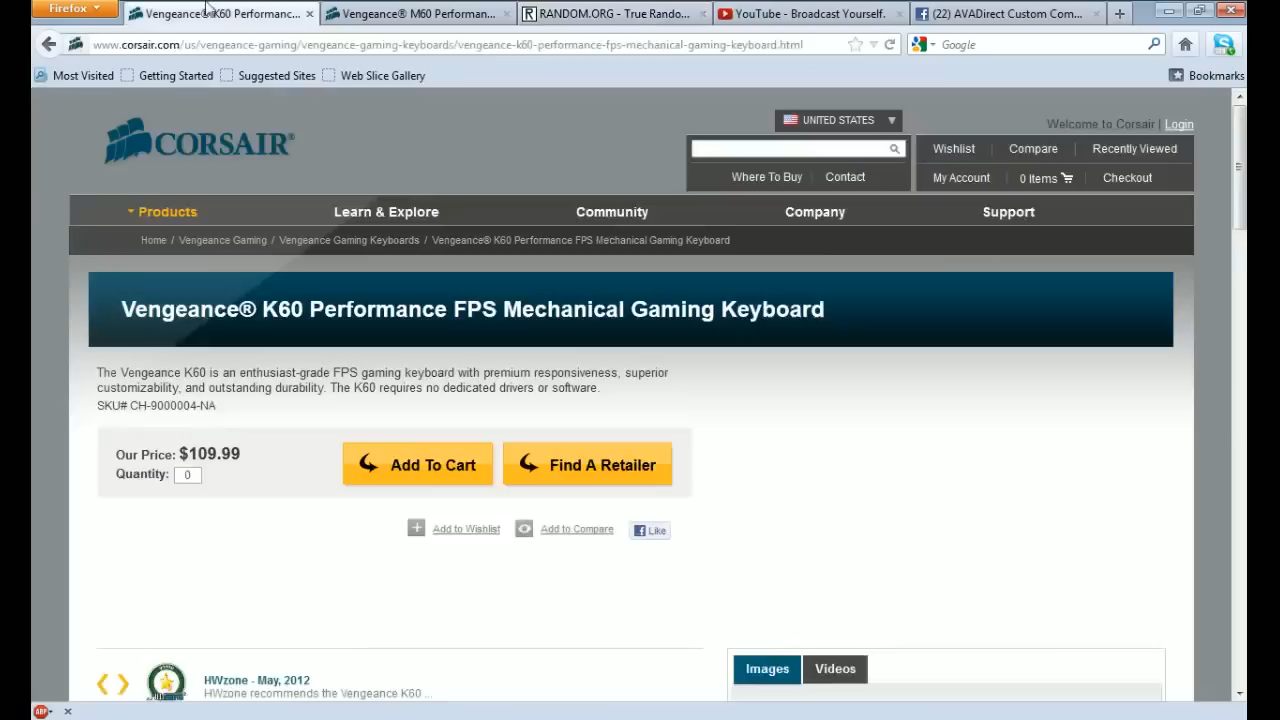 Firefox
Vengeance® K60 Performanc...
Vengeance® M60 Performan...
RANDOM.ORG - True Rando...
YouTube - Broadcast Yourself.
(22) AVADirect Custom Com...
www.corsair.com/us/vengeance-gaming/vengeance-gaming-keyboards/vengeance-k60-performance-fps-mechanical-gaming-keyboard.html
Google
Most Visited
Getting Started
Suggested Sites
Web Slice Gallery
Bookmarks
CORSAIR®
UNITED STATES
Welcome to Corsair | Login
Wishlist
Compare
Recently Viewed
Where To Buy
Contact
My Account
0 Items
Checkout
Products
Learn & Explore
Community
Company
Support
Home / Vengeance Gaming / Vengeance Gaming Keyboards / Vengeance® K60 Performance FPS Mechanical Gaming Keyboard
Vengeance® K60 Performance FPS Mechanical Gaming Keyboard
The Vengeance K60 is an enthusiast-grade FPS gaming keyboard with premium responsiveness, superior
customizability, and outstanding durability. The K60 requires no dedicated drivers or software.
SKU# CH-9000004-NA
Our Price: $109.99
Quantity: 0
Add To Cart
Find A Retailer
Add to Wishlist
Add to Compare
Like
HWzone - May, 2012
HWzone recommends the Vengeance K60 ...
Images
Videos
ABP